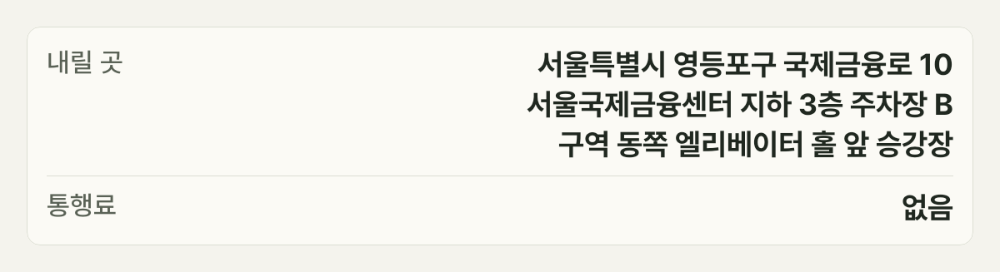 내릴 곳
서울특별시 영등포구 국제금융로 10
서울국제금융센터 지하 3층 주차장 B
구역 동쪽 엘리베이터 홀 앞 승강장
통행료
없음